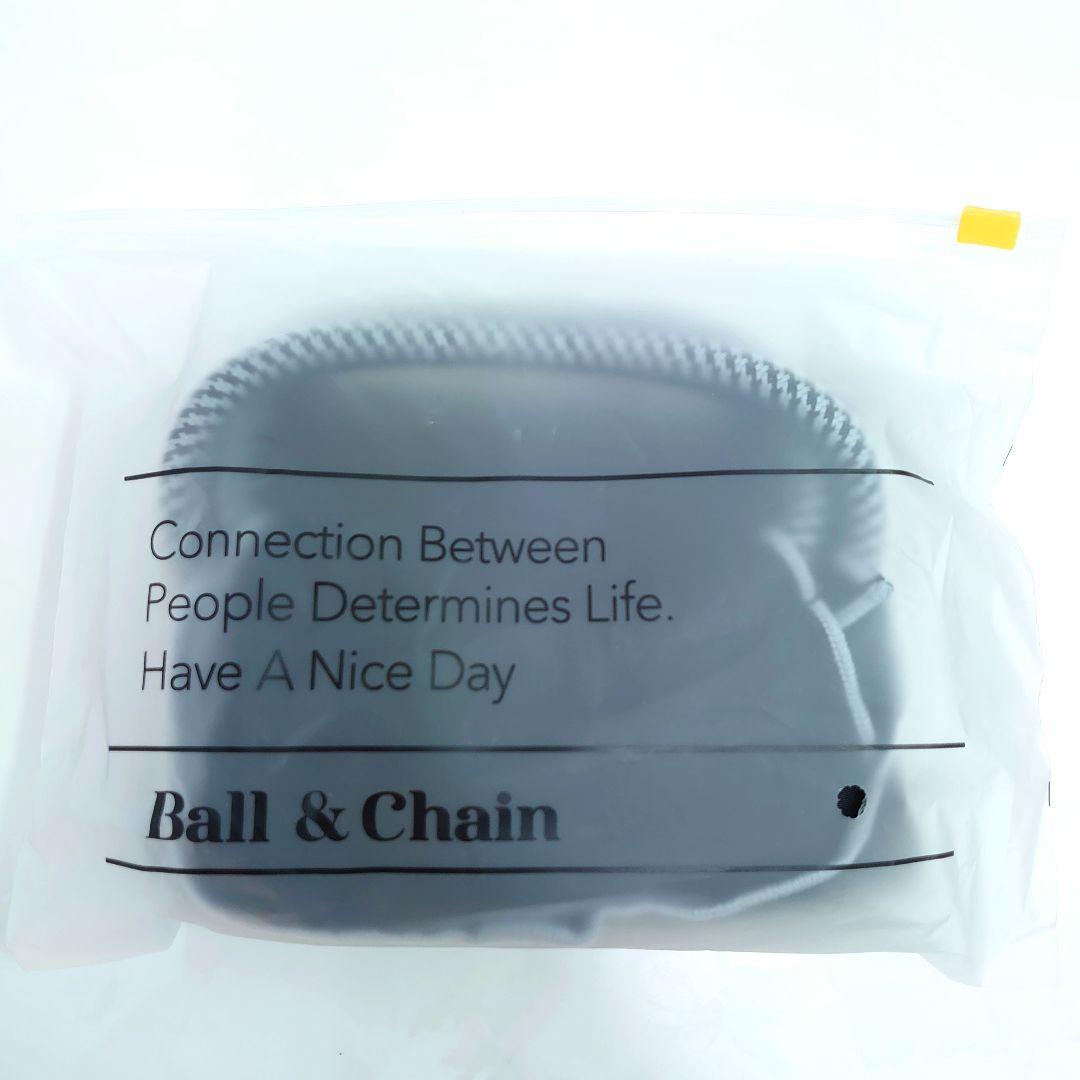 Connection Between
People Determines Life.
Have A Nice Day
Ball & Chain